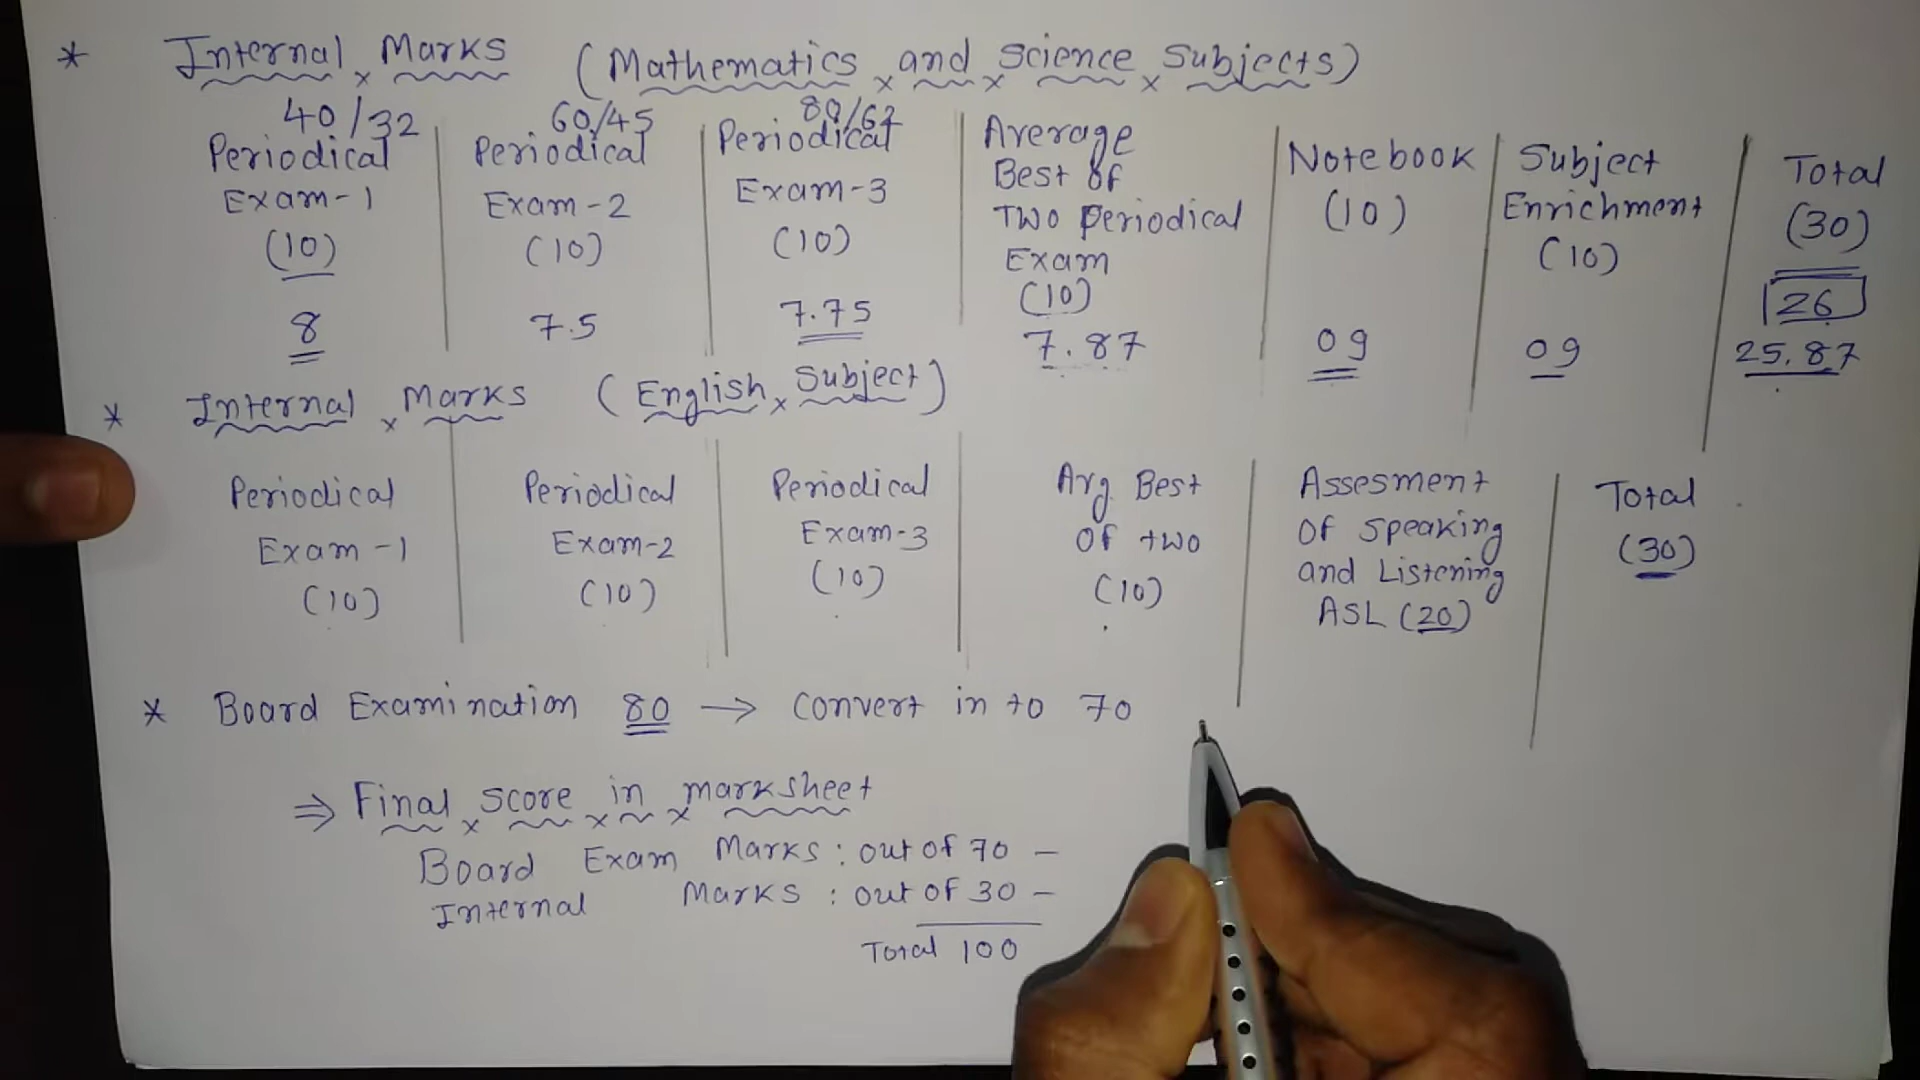 * Internal Marks (Mathematics and Science Subjects)
40/32 60/45 80/62
Periodical Periodical Periodical Average Notebook Subject Total
Exam-1 Exam-2 Exam-3 Best of (10) Enrichment (30)
(10) (10) (10) Two Periodical (10) 26
8 7.5 7.75 Exam 09 09 25.87
(10)
7.87
* Internal Marks (English Subject)
Periodical Periodical Periodical Avg Best Assesment Total
Exam-1 Exam-2 Exam-3 Of two Of Speaking (30)
(10) (10) (10) (10) and Listening
ASL (20)
* Board Examination 80 → Convert in to 70
⇒ Final Score in marksheet
Board Exam Marks : out of 70 -
Internal Marks : out of 30 -
Total 100